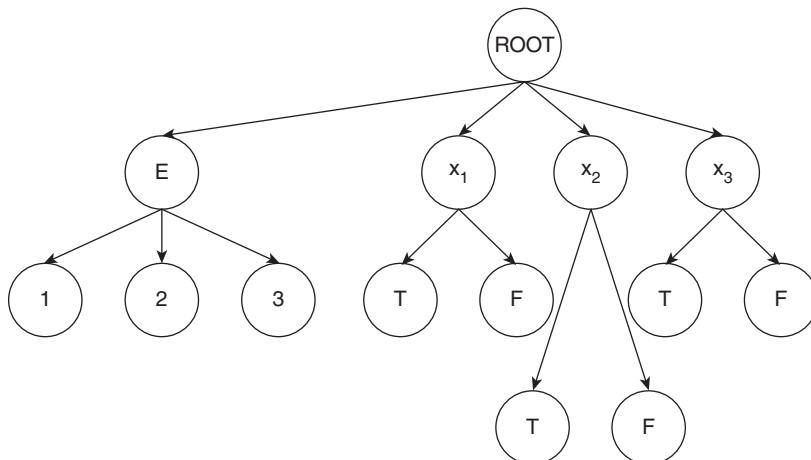 ROOT
E x₁ x₂ x₃
1 2 3 T F T F
T F